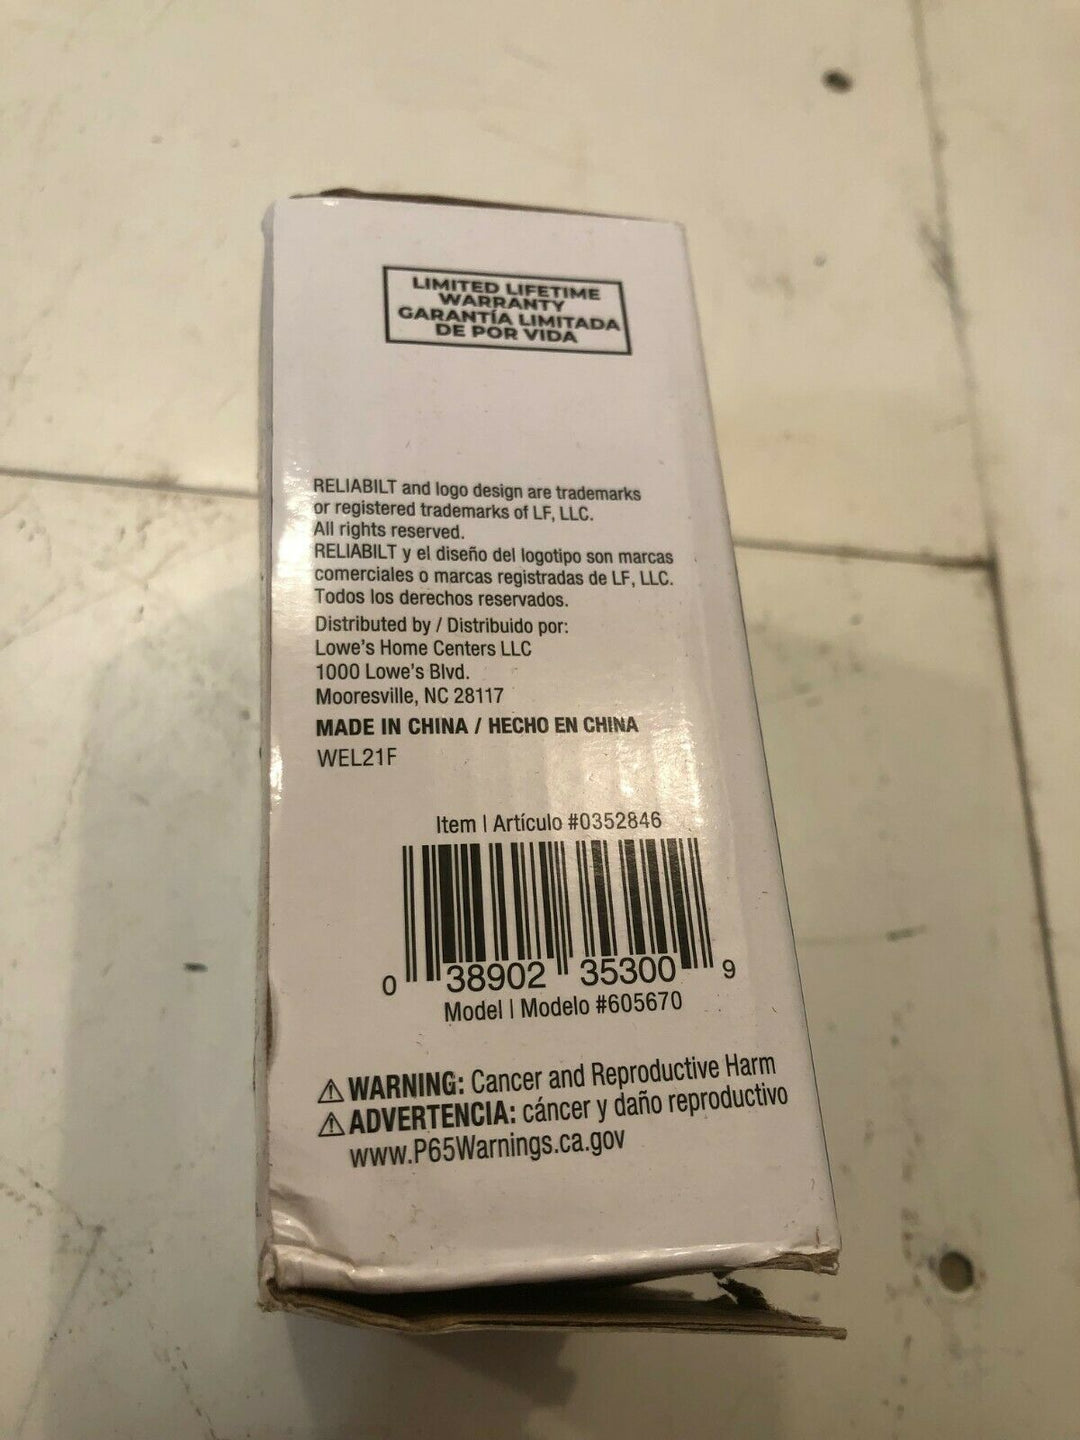 LIMITED LIFETIME
WARRANTY
GARANTÍA LIMITADA
DE POR VIDA
RELIABILT and logo design are trademarks
or registered trademarks of LF, LLC.
All rights reserved.
RELIABILT y el diseño del logotipo son marcas
comerciales o marcas registradas de LF, LLC.
Todos los derechos reservados.
Distributed by / Distribuido por:
Lowe's Home Centers LLC
1000 Lowe's Blvd.
Mooresville, NC 28117
MADE IN CHINA / HECHO EN CHINA
WEL21F
Item | Artículo #0352846
0 38902 35300 9
Model | Modelo #605670
⚠ WARNING: Cancer and Reproductive Harm
⚠ ADVERTENCIA: cáncer y daño reproductivo
www.P65Warnings.ca.gov